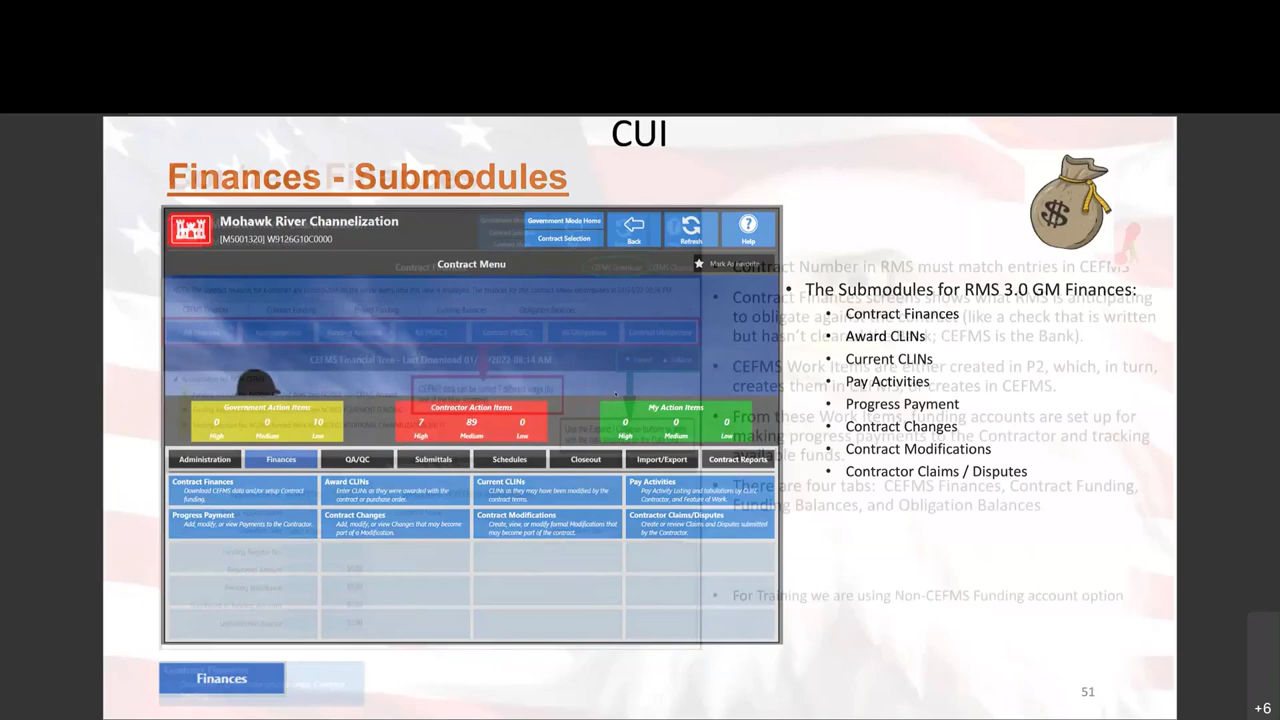 CUI
Finances - Submodules
Mohawk River Channelization
[M5001320] W9126G10C0000
Government Mode Home
Contract Selection
Back
Refresh
Help
Contract Menu
Mark As Favorite
CEFMS Financial Tree - Last Download 01/ /2022 08:14 AM
Government Action Items
0 0 10
High Medium Low
Contractor Action Items
7 89 0
High Medium Low
My Action Items
0 0 0
High Medium Low
Administration
Finances
QA/QC
Submittals
Schedules
Closeout
Import/Export
Contract Reports
Contract Finances
Download CEFMS data and/or setup Contract
funding.
Award CLINs
Enter CLINs as they were awarded with the
contract or purchase order.
Current CLINs
CLINs as they may have been modified by the
contract terms.
Pay Activities
Pay Activity Listing and tabulations by CLIN,
Contractor, and Feature of Work.
Progress Payment
Add, modify, or view Payments to the Contractor.
Contract Changes
Add, modify, or view Changes that may become
part of a Modification.
Contract Modifications
Create, view, or modify formal Modifications that
may become part of the contract.
Contractor Claims/Disputes
Create or review Claims and Disputes submitted
by the Contractor.
Finances
Contract Number in RMS must match entries in CEFMS
• The Submodules for RMS 3.0 GM Finances:
• Contract Finances
• Award CLINs
• Current CLINs
• Pay Activities
• Progress Payment
• Contract Changes
• Contract Modifications
• Contractor Claims / Disputes
• Contract Finances screens shows what RMS is anticipating
to obligate against (like a check that is written
but hasn't CEFMS is the Bank).
• CEFMS Work Items are either created in P2, which, in turn,
creates them in creates in CEFMS.
• From these Work Items, funding accounts are set up for
making progress payments to the Contractor and tracking
available funds.
• There are four tabs: CEFMS Finances, Contract Funding,
Funding Balances, and Obligation Balances
• For Training we are using Non-CEFMS Funding account option
51
+6